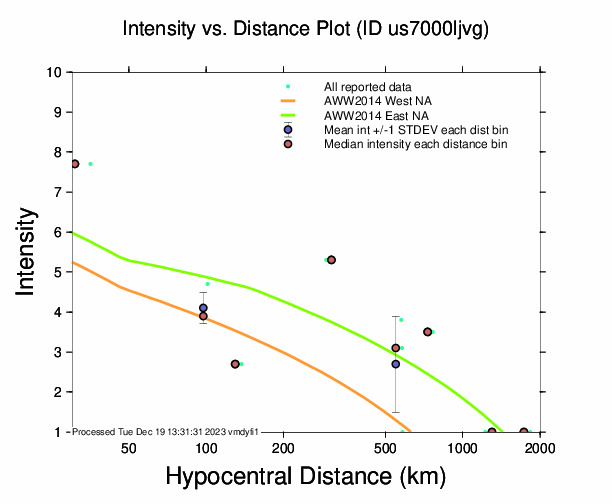 Intensity vs. Distance Plot (ID us7000ljvg)
10
9
8
7
6
5
4
3
2
1
Intensity
All reported data
AWW2014 West NA
AWW2014 East NA
Mean int +/-1 STDEV each dist bin
Median intensity each distance bin
Processed Tue Dec 19 13:31:31 2023 vmdyfi1
50 100 200 500 1000 2000
Hypocentral Distance (km)